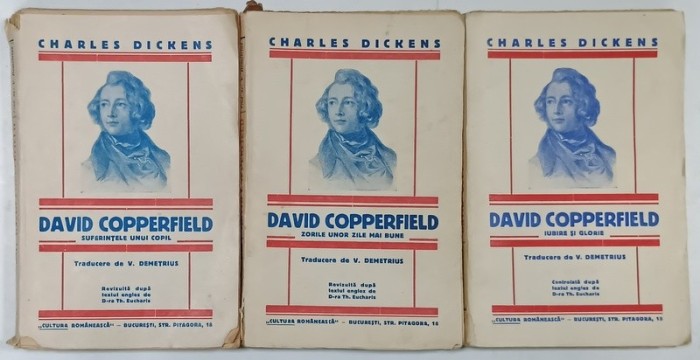 CHARLES DICKENS
DAVID COPPERFIELD
SUFERINȚELE UNUI COPIL
Traducere de V. DEMETRIUS
Revizuită după
textul englez de
D-ra Th. Eucharis
„CULTURA ROMÂNEASCĂ" – BUCUREȘTI, STR. PITAGORA, 18
CHARLES DICKENS
DAVID COPPERFIELD
ZORILE UNOR ZILE MAI BUNE
Traducere de V. DEMETRIUS
Revizuită după
textul englez de
D-ra Th. Eucharis
„CULTURA ROMÂNEASCĂ" – BUCUREȘTI, STR. PITAGORA, 18
CHARLES DICKENS
DAVID COPPERFIELD
IUBIRE ȘI GLORIE
Traducere de V. DEMETRIUS
Controlată după
textul englez de
D-ra Th. Eucharis
„CULTURA ROMÂNEASCĂ" – BUCUREȘTI, STR. PITAGORA, 18